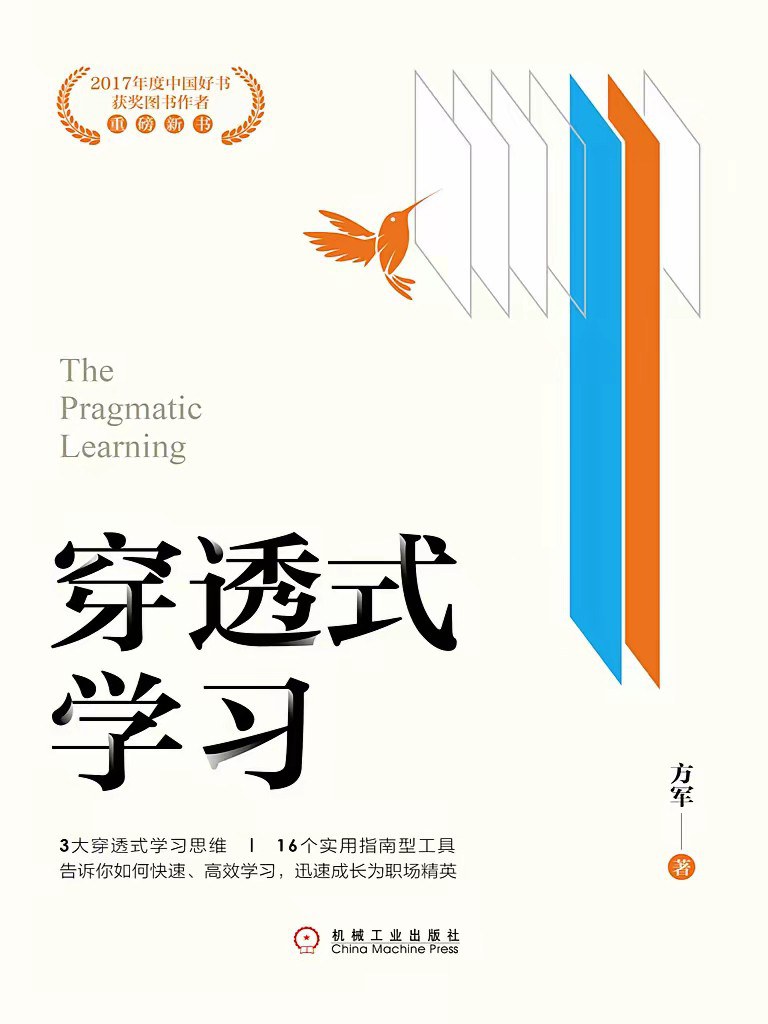 2017年度中国好书
获奖图书作者
重磅新书
The
Pragmatic
Learning
穿透式
学习
方军
著
3大穿透式学习思维 | 16个实用指南型工具
告诉你如何快速、高效学习，迅速成长为职场精英
机械工业出版社
China Machine Press